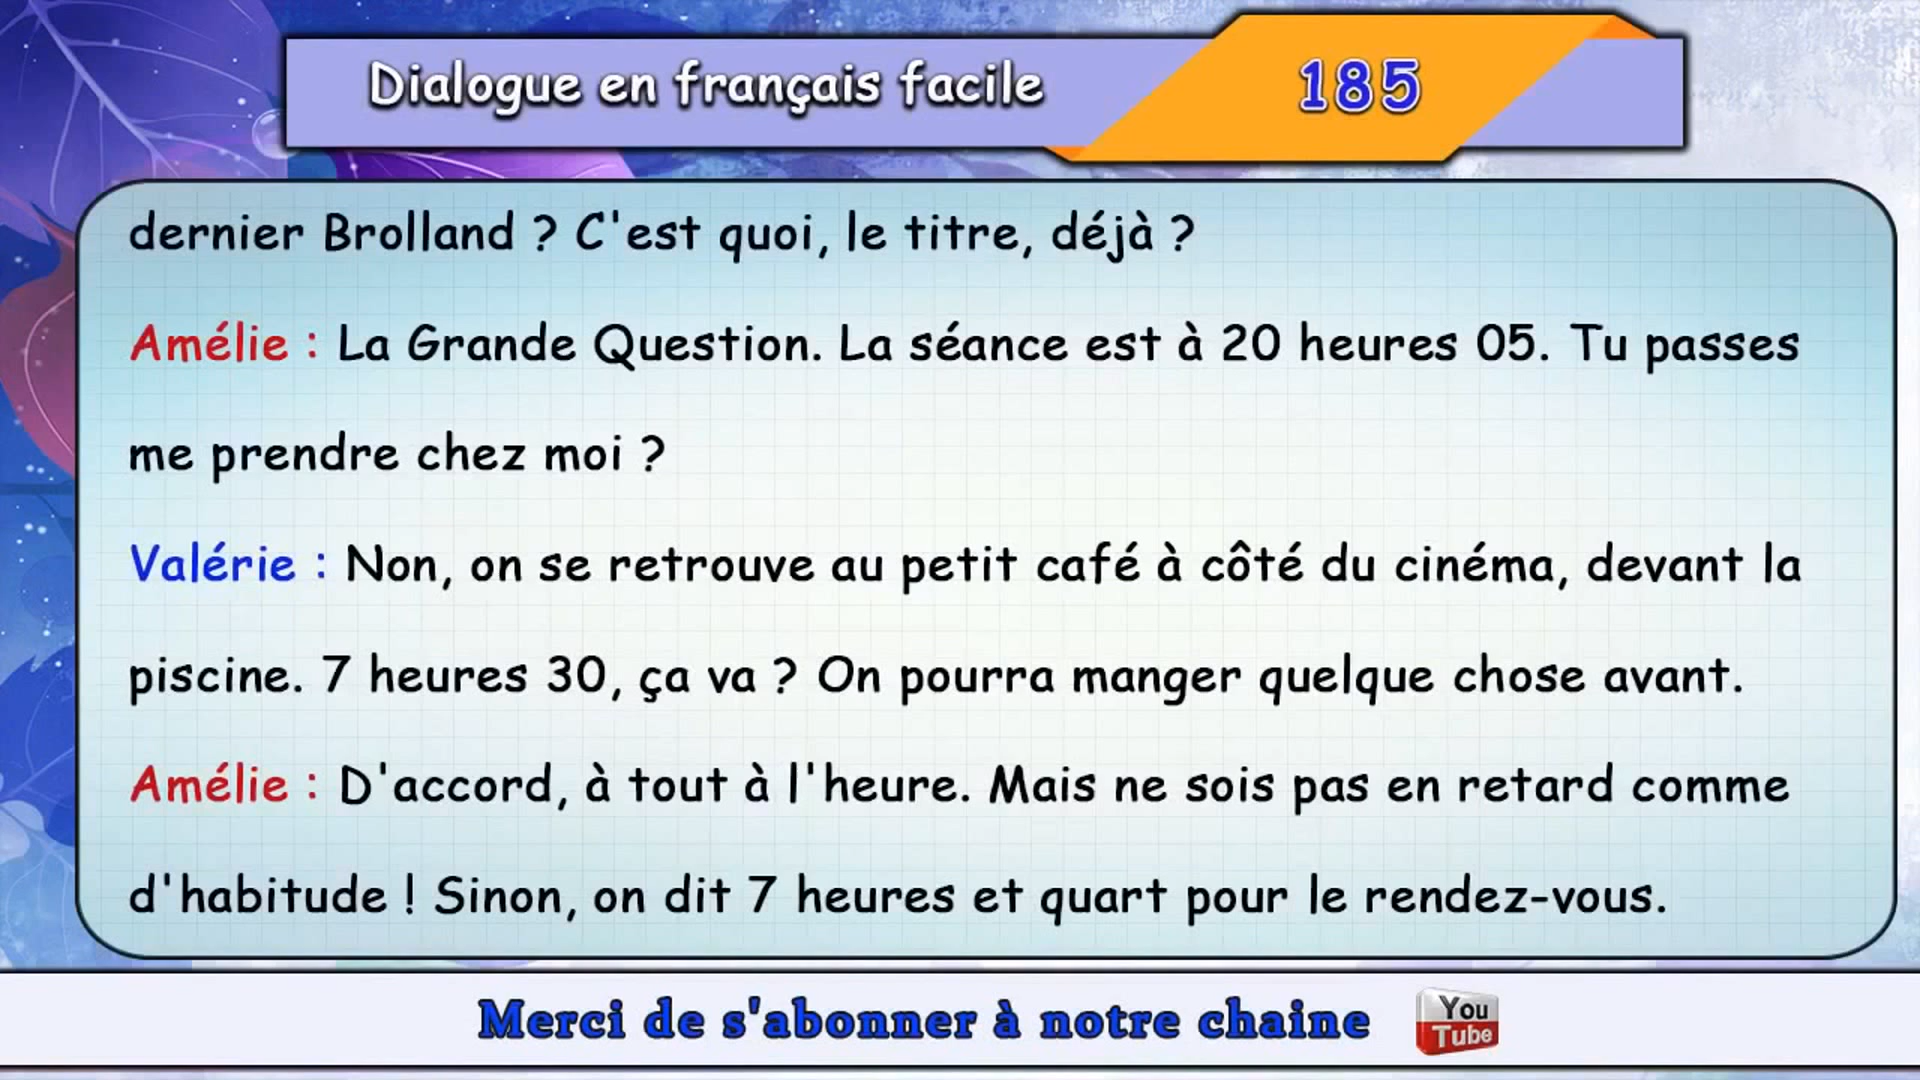 Dialogue en français facile
185
dernier Brolland ? C'est quoi, le titre, déjà ?
Amélie : La Grande Question. La séance est à 20 heures 05. Tu passes
me prendre chez moi ?
Valérie : Non, on se retrouve au petit café à côté du cinéma, devant la
piscine. 7 heures 30, ça va ? On pourra manger quelque chose avant.
Amélie : D'accord, à tout à l'heure. Mais ne sois pas en retard comme
d'habitude ! Sinon, on dit 7 heures et quart pour le rendez-vous.
Merci de s'abonner à notre chaine
You
Tube